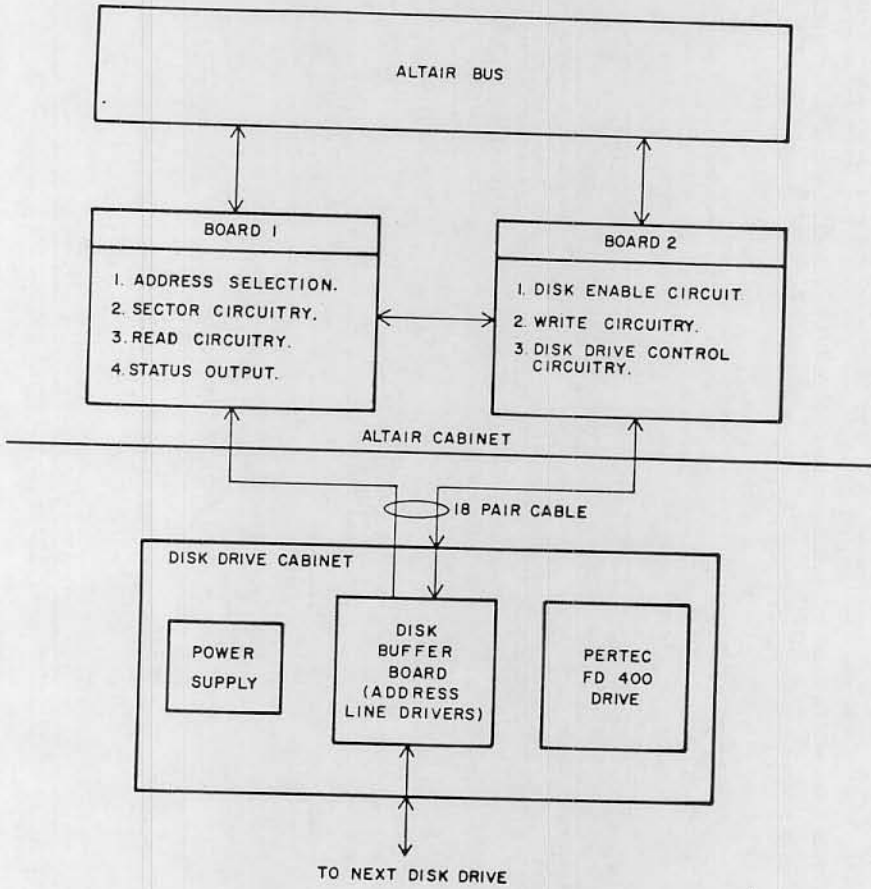 ALTAIR BUS
BOARD 1
1. ADDRESS SELECTION.
2. SECTOR CIRCUITRY.
3. READ CIRCUITRY.
4. STATUS OUTPUT.
BOARD 2
1. DISK ENABLE CIRCUIT
2. WRITE CIRCUITRY.
3. DISK DRIVE CONTROL
CIRCUITRY.
ALTAIR CABINET
18 PAIR CABLE
DISK DRIVE CABINET
POWER
SUPPLY
DISK
BUFFER
BOARD
(ADDRESS
LINE DRIVERS)
PERTEC
FD 400
DRIVE
TO NEXT DISK DRIVE